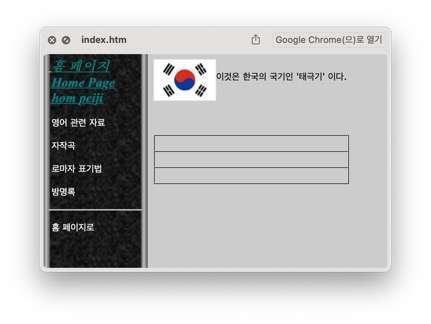 index.htm
Google Chrome(으)로 열기
홈 페이지
Home Page
hom peiji
영어 관련 자료
자작곡
로마자 표기법
방명록
홈 페이지로
이것은 한국의 국기인 '태극기' 이다.